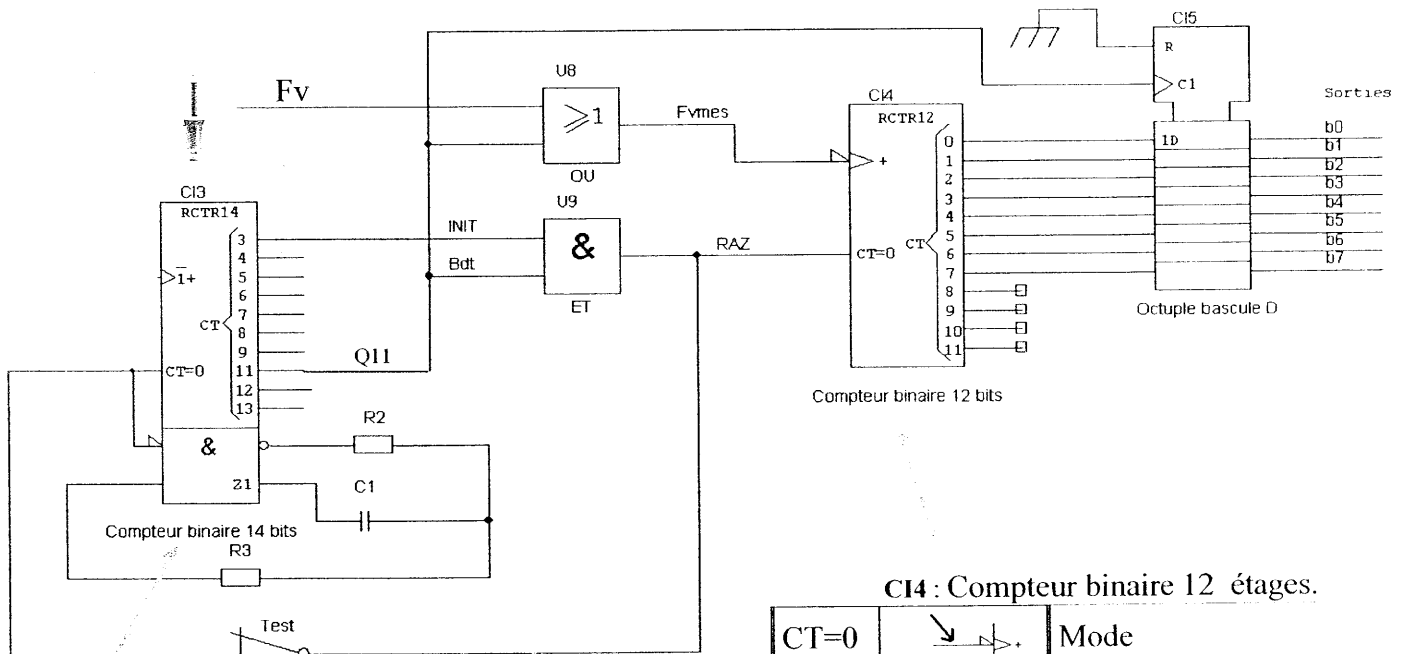 CI5
R
C1
Sorties
1D
b0
b1
b2
b3
b4
b5
b6
b7
Octuple bascule D
Fv
U8
≥1
OU
Fvmes
CI4
RCTR12
+
CT=0
CT
0
1
2
3
4
5
6
7
8
9
10
11
Compteur binaire 12 bits
U9
&
ET
INIT
Bdt
RAZ
CI3
RCTR14
1+
CT=0
CT
3
4
5
6
7
8
9
11
12
13
Q11
&
Z1
R2
C1
Compteur binaire 14 bits
R3
Test
CI4 : Compteur binaire 12 étages.
CT=0
+
Mode